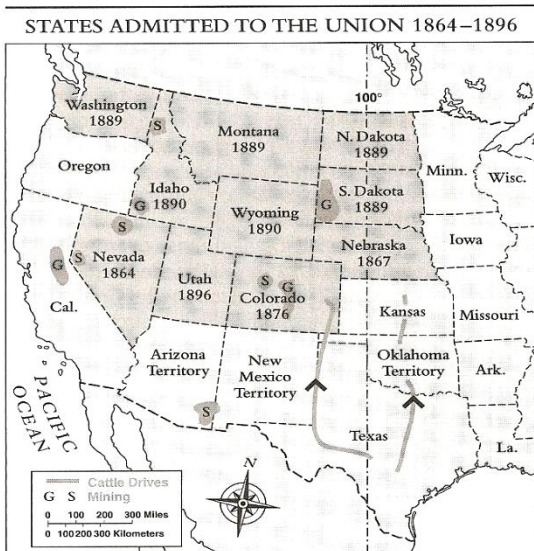 STATES ADMITTED TO THE UNION 1864–1896
100°
Washington
1889
S
Montana
1889
N. Dakota
1889
Minn.
Wisc.
Oregon
Idaho
1890
G
Wyoming
1890
G
S. Dakota
1889
S
Nebraska
1867
Iowa
G
S
Nevada
1864
Utah
1896
S
G
Colorado
1876
Cal.
Kansas
Missouri
Arizona
Territory
New
Mexico
Territory
Oklahoma
Territory
Ark.
S
Texas
La.
PACIFIC
OCEAN
Cattle Drives
G S Mining
0 100 200 300 Miles
0 100 200 300 Kilometers
N